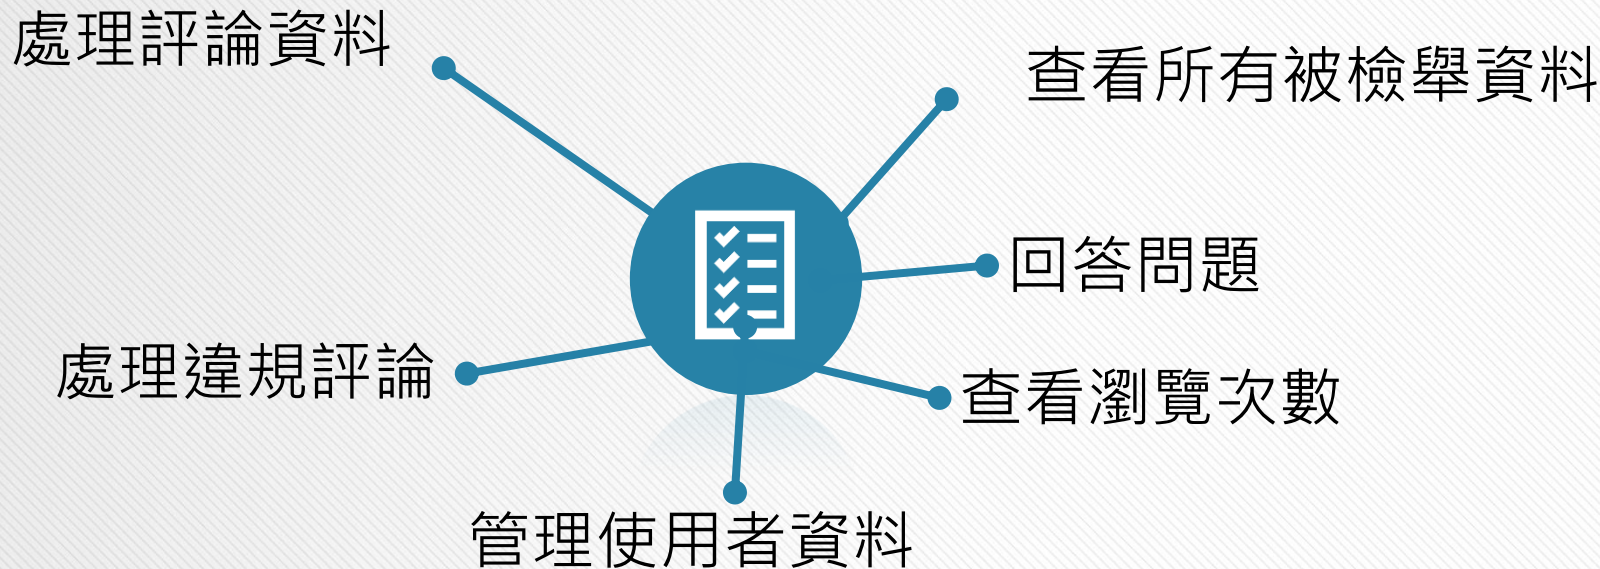 處理評論資料
查看所有被檢舉資料
回答問題
處理違規評論
查看瀏覽次數
管理使用者資料